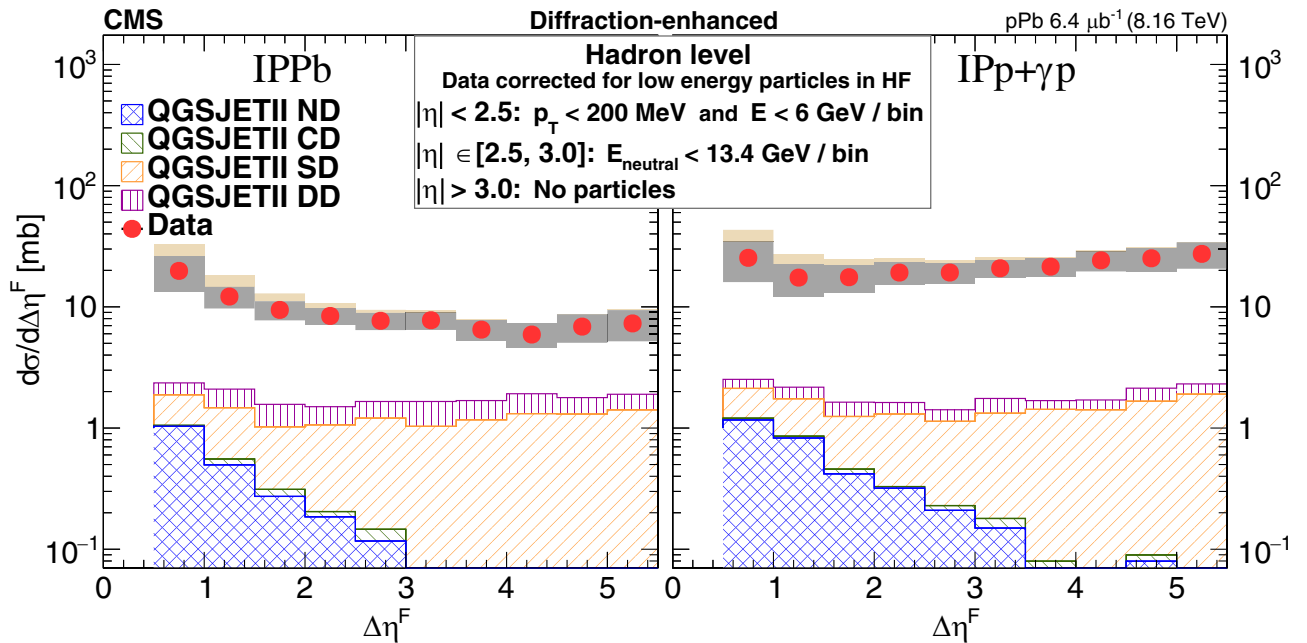 CMS Diffraction-enhanced pPb 6.4 μb⁻¹ (8.16 TeV)
IPPb
Hadron level
Data corrected for low energy particles in HF
|η| < 2.5: p_T < 200 MeV and E < 6 GeV / bin
|η| ∈[2.5, 3.0]: E_neutral < 13.4 GeV / bin
|η| > 3.0: No particles
IPp+γp
QGSJETII ND
QGSJETII CD
QGSJETII SD
QGSJETII DD
Data
dσ/dΔη^F [mb]
10³
10²
10
1
10⁻¹
10³
10²
10
1
10⁻¹
0 1 2 3 4 5
0 1 2 3 4 5
Δη^F
Δη^F